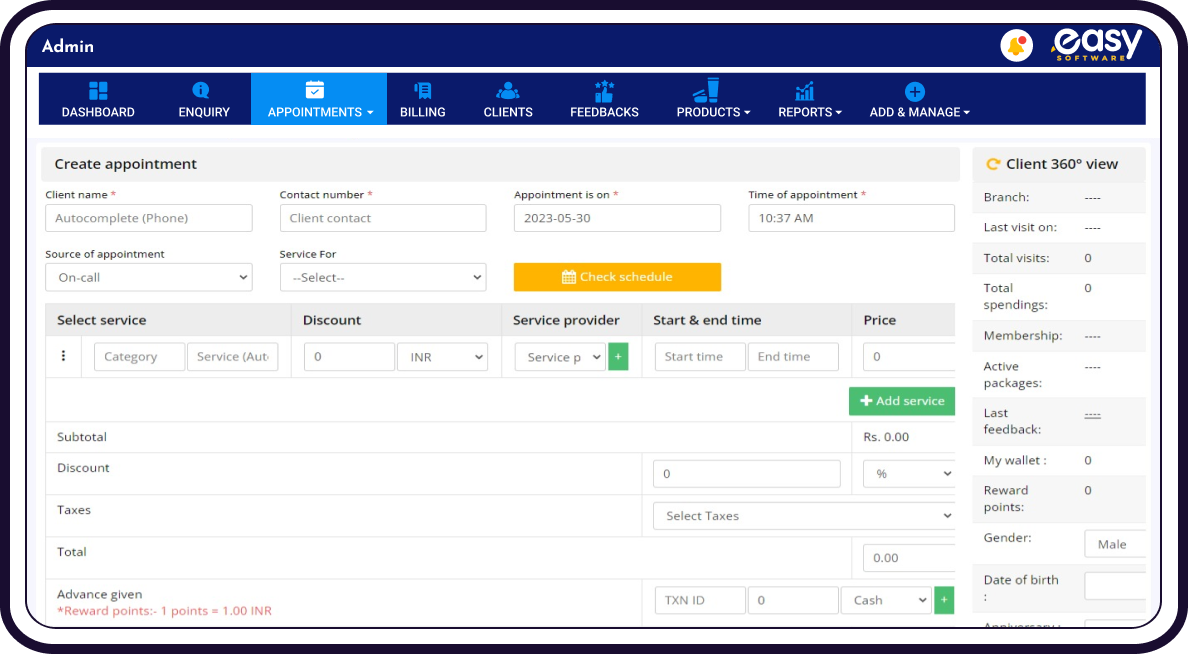 Admin
easy
SOFTWARE
DASHBOARD
ENQUIRY
APPOINTMENTS
BILLING
CLIENTS
FEEDBACKS
PRODUCTS
REPORTS
ADD & MANAGE
Create appointment
Client name *
Contact number *
Appointment is on *
Time of appointment *
Autocomplete (Phone)
Client contact
2023-05-30
10:37 AM
Source of appointment
Service For
On-call
--Select--
Check schedule
Select service
Discount
Service provider
Start & end time
Price
Category
Service (Aut
0
INR
Service p
+
Start time
End time
0
Add service
Subtotal
Rs. 0.00
Discount
0
%
Taxes
Select Taxes
Total
0.00
Advance given
*Reward points:- 1 points = 1.00 INR
TXN ID
0
Cash
+
Client 360° view
Branch:
----
Last visit on:
----
Total visits:
0
Total
spendings:
0
Membership:
----
Active
packages:
----
Last
feedback:
----
My wallet :
0
Reward
points:
0
Gender:
Male
Date of birth
:
Anniversary :